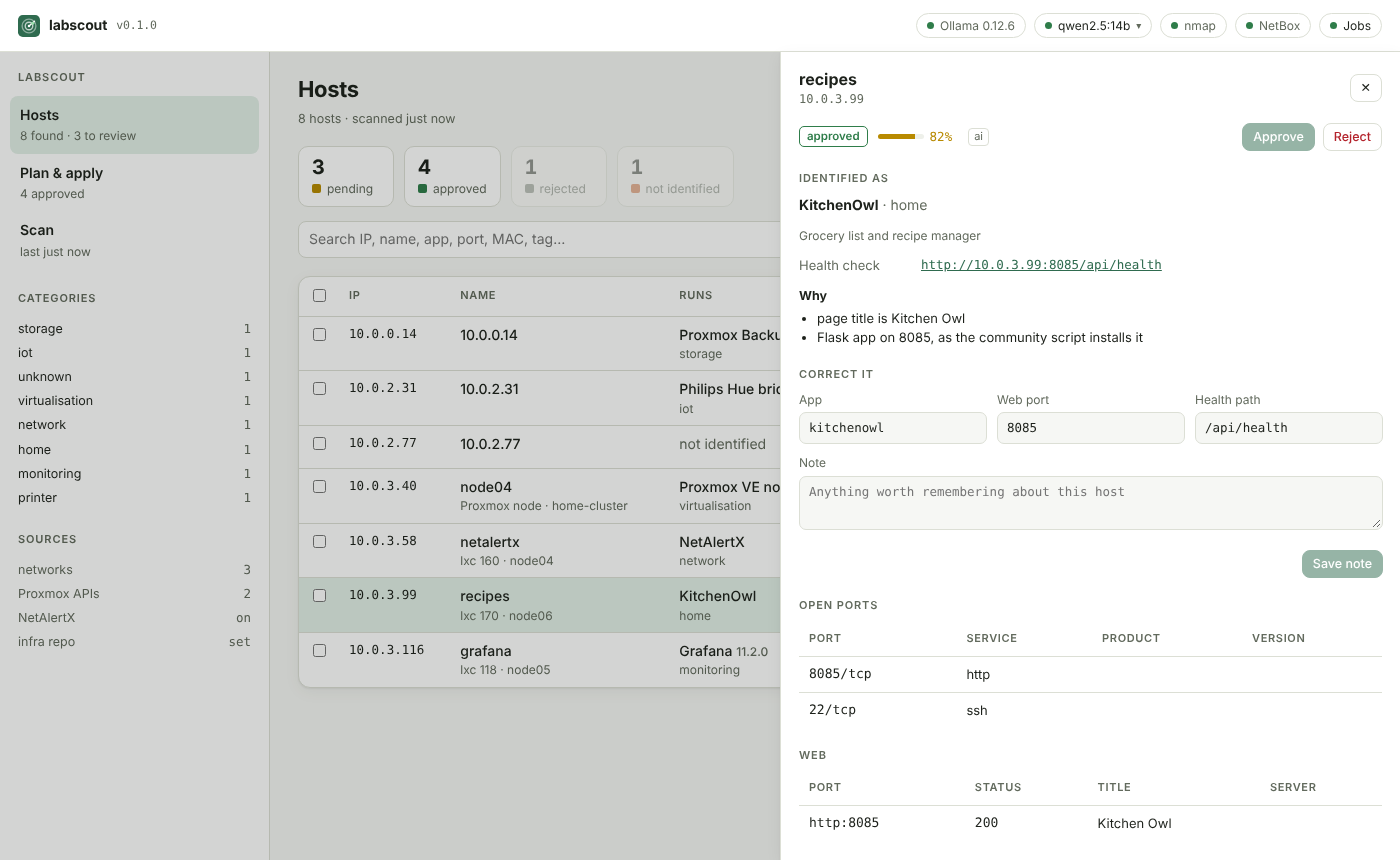 labscout v0.1.0
Ollama 0.12.6
qwen2.5:14b ▾
nmap
NetBox
Jobs
LABSCOUT
Hosts
8 found · 3 to review
Plan & apply
4 approved
Scan
last just now
CATEGORIES
storage 1
iot 1
unknown 1
virtualisation 1
network 1
home 1
monitoring 1
printer 1
SOURCES
networks 3
Proxmox APIs 2
NetAlertX on
infra repo set
Hosts
8 hosts · scanned just now
3
pending
4
approved
1
rejected
1
not identified
Search IP, name, app, port, MAC, tag...
IP NAME RUNS
10.0.0.14 10.0.0.14 Proxmox Backu
storage
10.0.2.31 10.0.2.31 Philips Hue brid
iot
10.0.2.77 10.0.2.77 not identified
10.0.3.40 node04 Proxmox VE no
Proxmox node · home-cluster virtualisation
10.0.3.58 netalertx NetAlertX
lxc 160 · node04 network
10.0.3.99 recipes KitchenOwl
lxc 170 · node06 home
10.0.3.116 grafana Grafana 11.2.0
lxc 118 · node05 monitoring
recipes
10.0.3.99
✕
approved 82% ai
Approve Reject
IDENTIFIED AS
KitchenOwl · home
Grocery list and recipe manager
Health check http://10.0.3.99:8085/api/health
Why
• page title is Kitchen Owl
• Flask app on 8085, as the community script installs it
CORRECT IT
App Web port Health path
kitchenowl 8085 /api/health
Note
Anything worth remembering about this host
Save note
OPEN PORTS
PORT SERVICE PRODUCT VERSION
8085/tcp http
22/tcp ssh
WEB
PORT STATUS TITLE SERVER
http:8085 200 Kitchen Owl